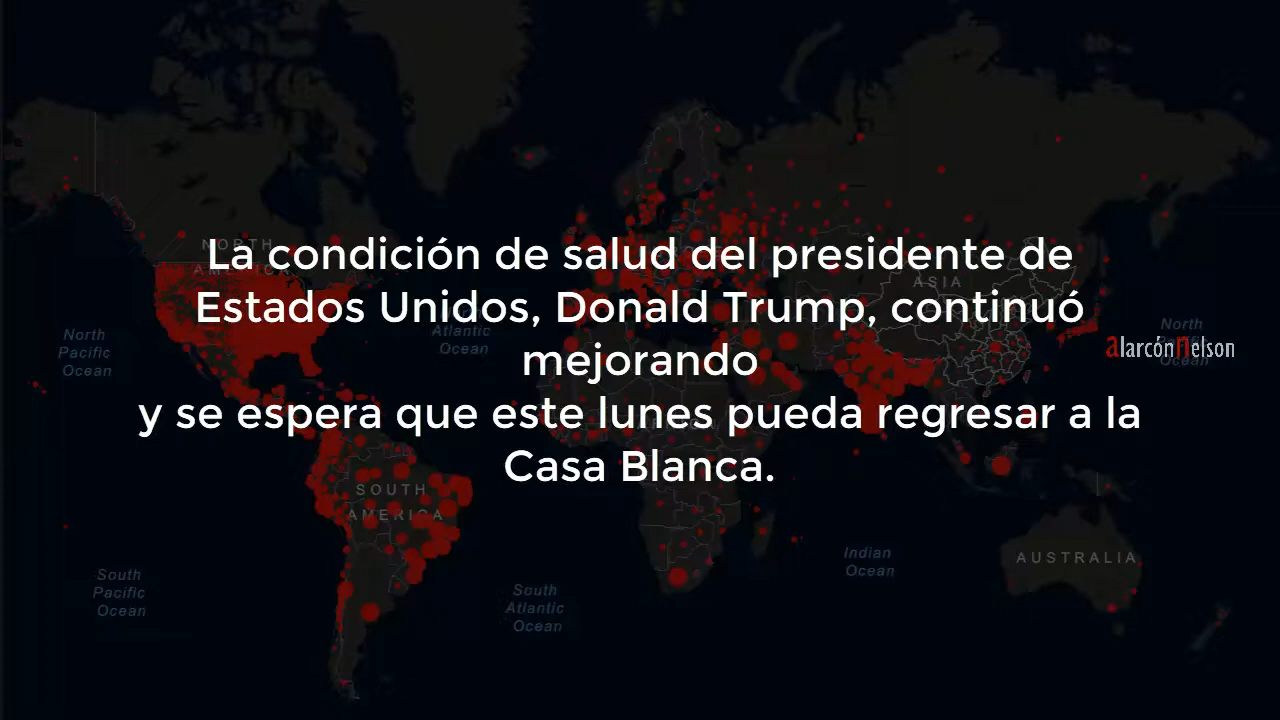 La condición de salud del presidente de
Estados Unidos, Donald Trump, continuó
mejorando
y se espera que este lunes pueda regresar a la
Casa Blanca.
alarcónNelson
NORTH
AMERICA
ASIA
North
Pacific
Ocean
Atlantic
Ocean
North
Ocean
SOUTH
AMERICA
South
Pacific
Ocean
South
Atlantic
Ocean
Indian
Ocean
AUSTRALIA